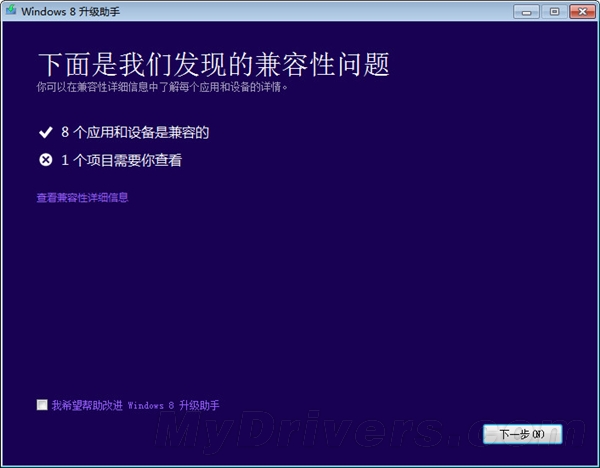 Windows 8 升级助手
下面是我们发现的兼容性问题
你可以在兼容性详细信息中了解每个应用和设备的详情。
8 个应用和设备是兼容的
1 个项目需要你查看
查看兼容性详细信息
我希望帮助改进 Windows 8 升级助手
MyDrivers.com
下一步(N)